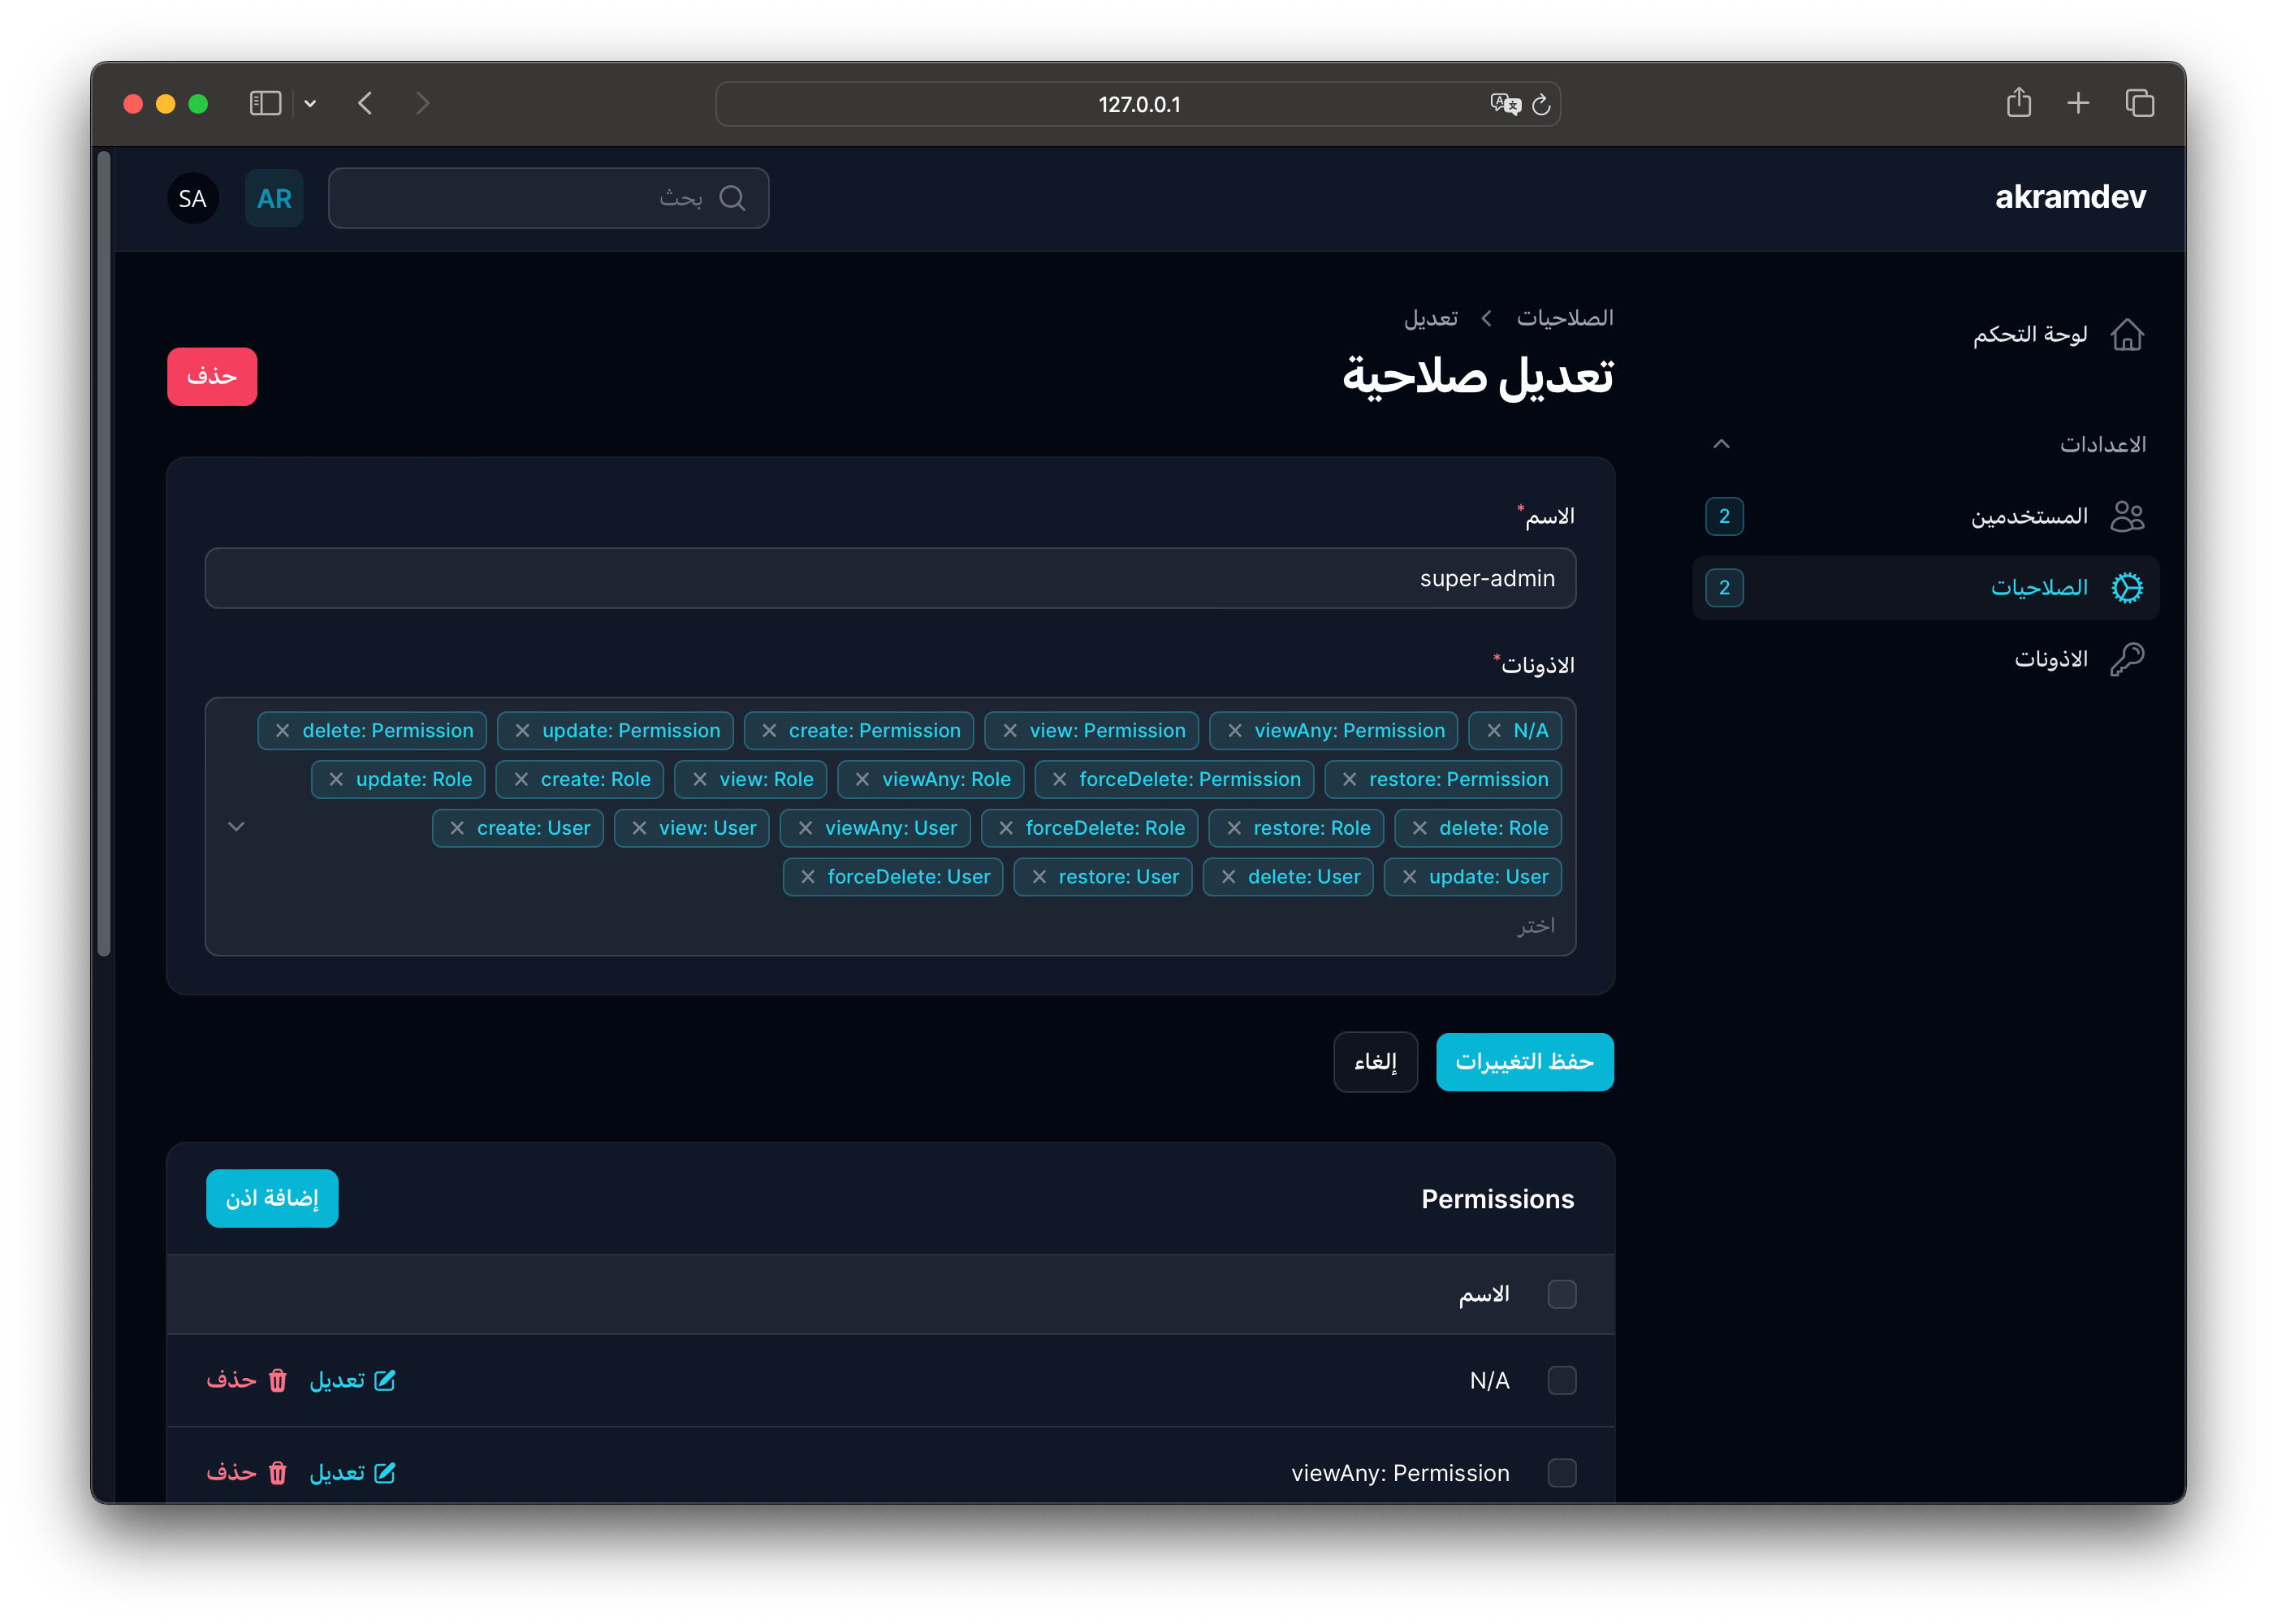 127.0.0.1
akramdev
بحث
AR
SA
لوحة التحكم
الاعدادات
المستخدمين 2
الصلاحيات 2
الاذونات
الصلاحيات تعديل
تعديل صلاحية
حذف
الاسم*
super-admin
الاذونات*
N/A viewAny: Permission view: Permission create: Permission update: Permission delete: Permission
restore: Permission forceDelete: Permission viewAny: Role view: Role create: Role update: Role
delete: Role restore: Role forceDelete: Role viewAny: User view: User create: User
update: User delete: User restore: User forceDelete: User
اختر
حفظ التغييرات إلغاء
Permissions إضافة اذن
الاسم
N/A تعديل حذف
viewAny: Permission تعديل حذف